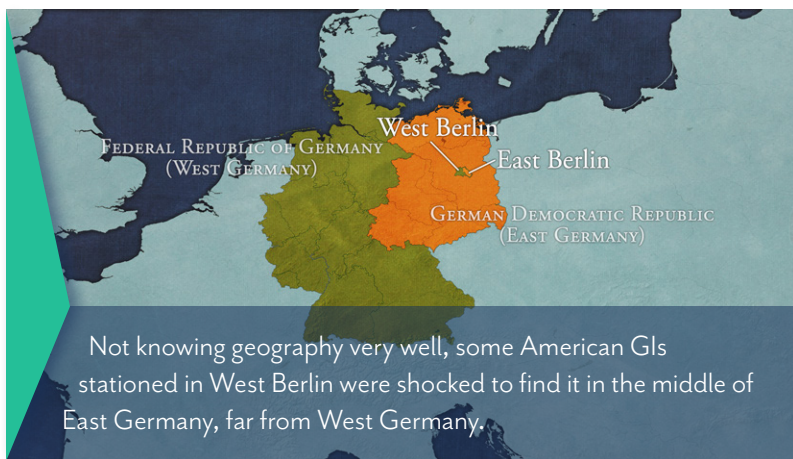 West Berlin
Federal Republic of Germany
(West Germany)
East Berlin
German Democratic Republic
(East Germany)
Not knowing geography very well, some American GIs
stationed in West Berlin were shocked to find it in the middle of
East Germany, far from West Germany.